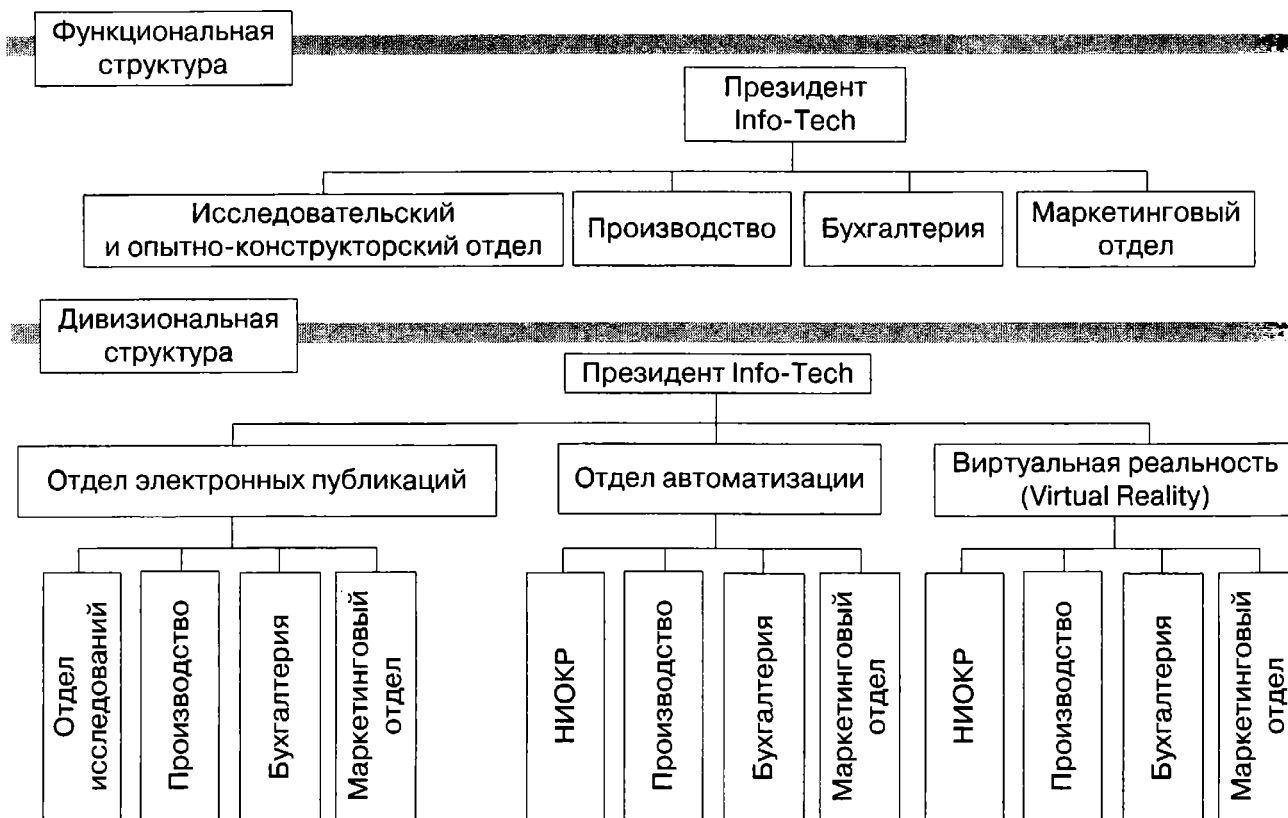 Функциональная
структура
Президент
Info-Tech
Исследовательский
и опытно-конструкторский отдел
Производство
Бухгалтерия
Маркетинговый
отдел
Дивизиональная
структура
Президент Info-Tech
Отдел электронных публикаций
Отдел автоматизации
Виртуальная реальность
(Virtual Reality)
Отдел
исследований
Производство
Бухгалтерия
Маркетинговый
отдел
НИОКР
Производство
Бухгалтерия
Маркетинговый
отдел
НИОКР
Производство
Бухгалтерия
Маркетинговый
отдел